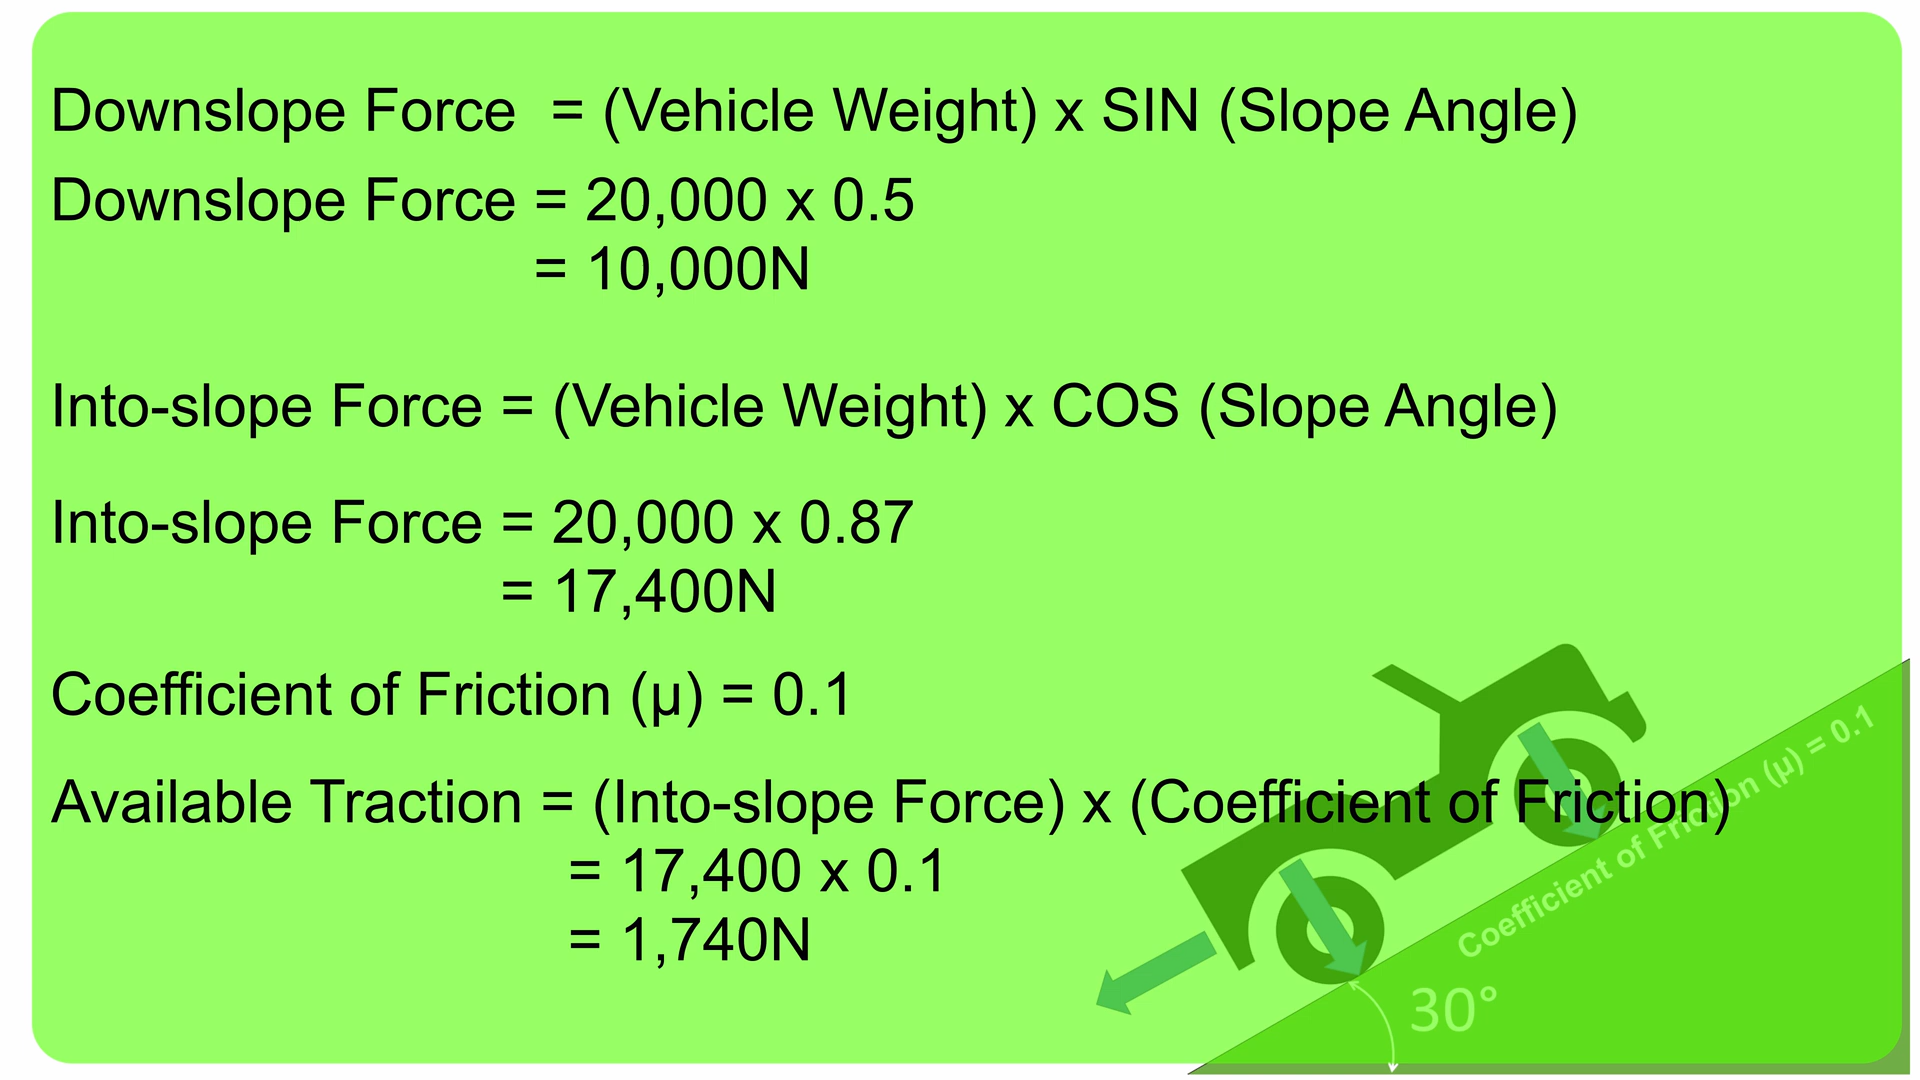 Downslope Force = (Vehicle Weight) x SIN (Slope Angle)
Downslope Force = 20,000 x 0.5
= 10,000N
Into-slope Force = (Vehicle Weight) x COS (Slope Angle)
Into-slope Force = 20,000 x 0.87
= 17,400N
Coefficient of Friction (µ) = 0.1
Available Traction = (Into-slope Force) x (Coefficient of Friction)
= 17,400 x 0.1
= 1,740N
Coefficient of Friction (µ) = 0.1
30°